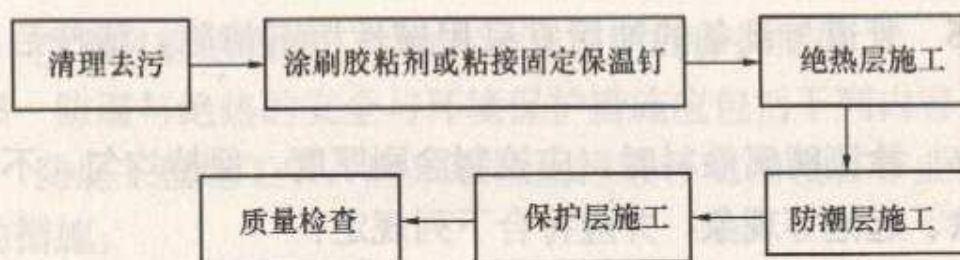 清理去污
涂刷胶粘剂或粘接固定保温钉
绝热层施工
防潮层施工
保护层施工
质量检查